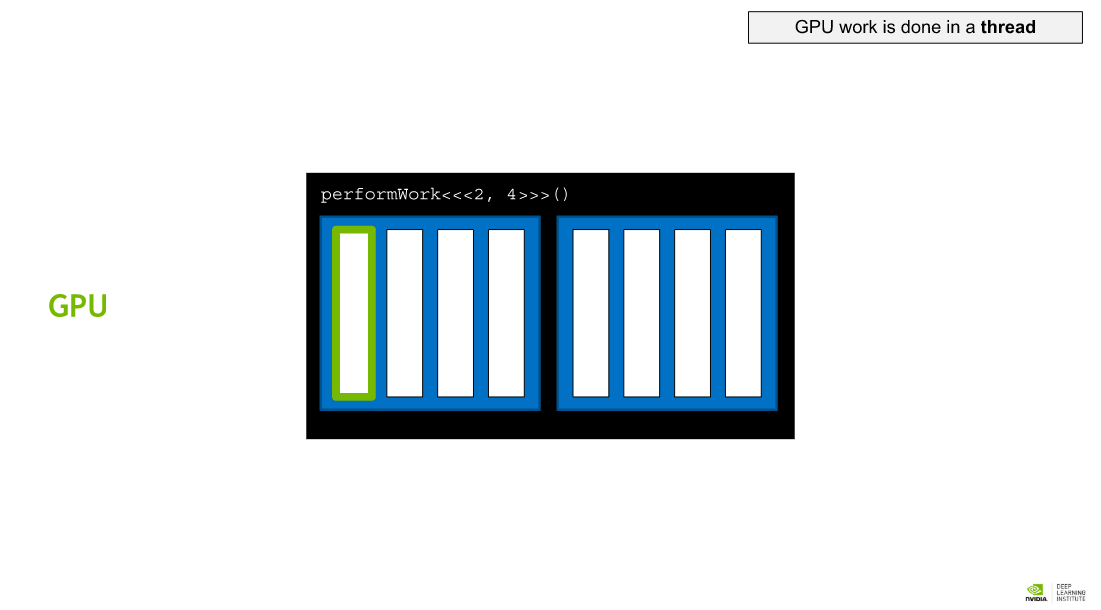 GPU work is done in a thread
performWork<<<2, 4>>>()
GPU
NVIDIA.
DEEP
LEARNING
INSTITUTE